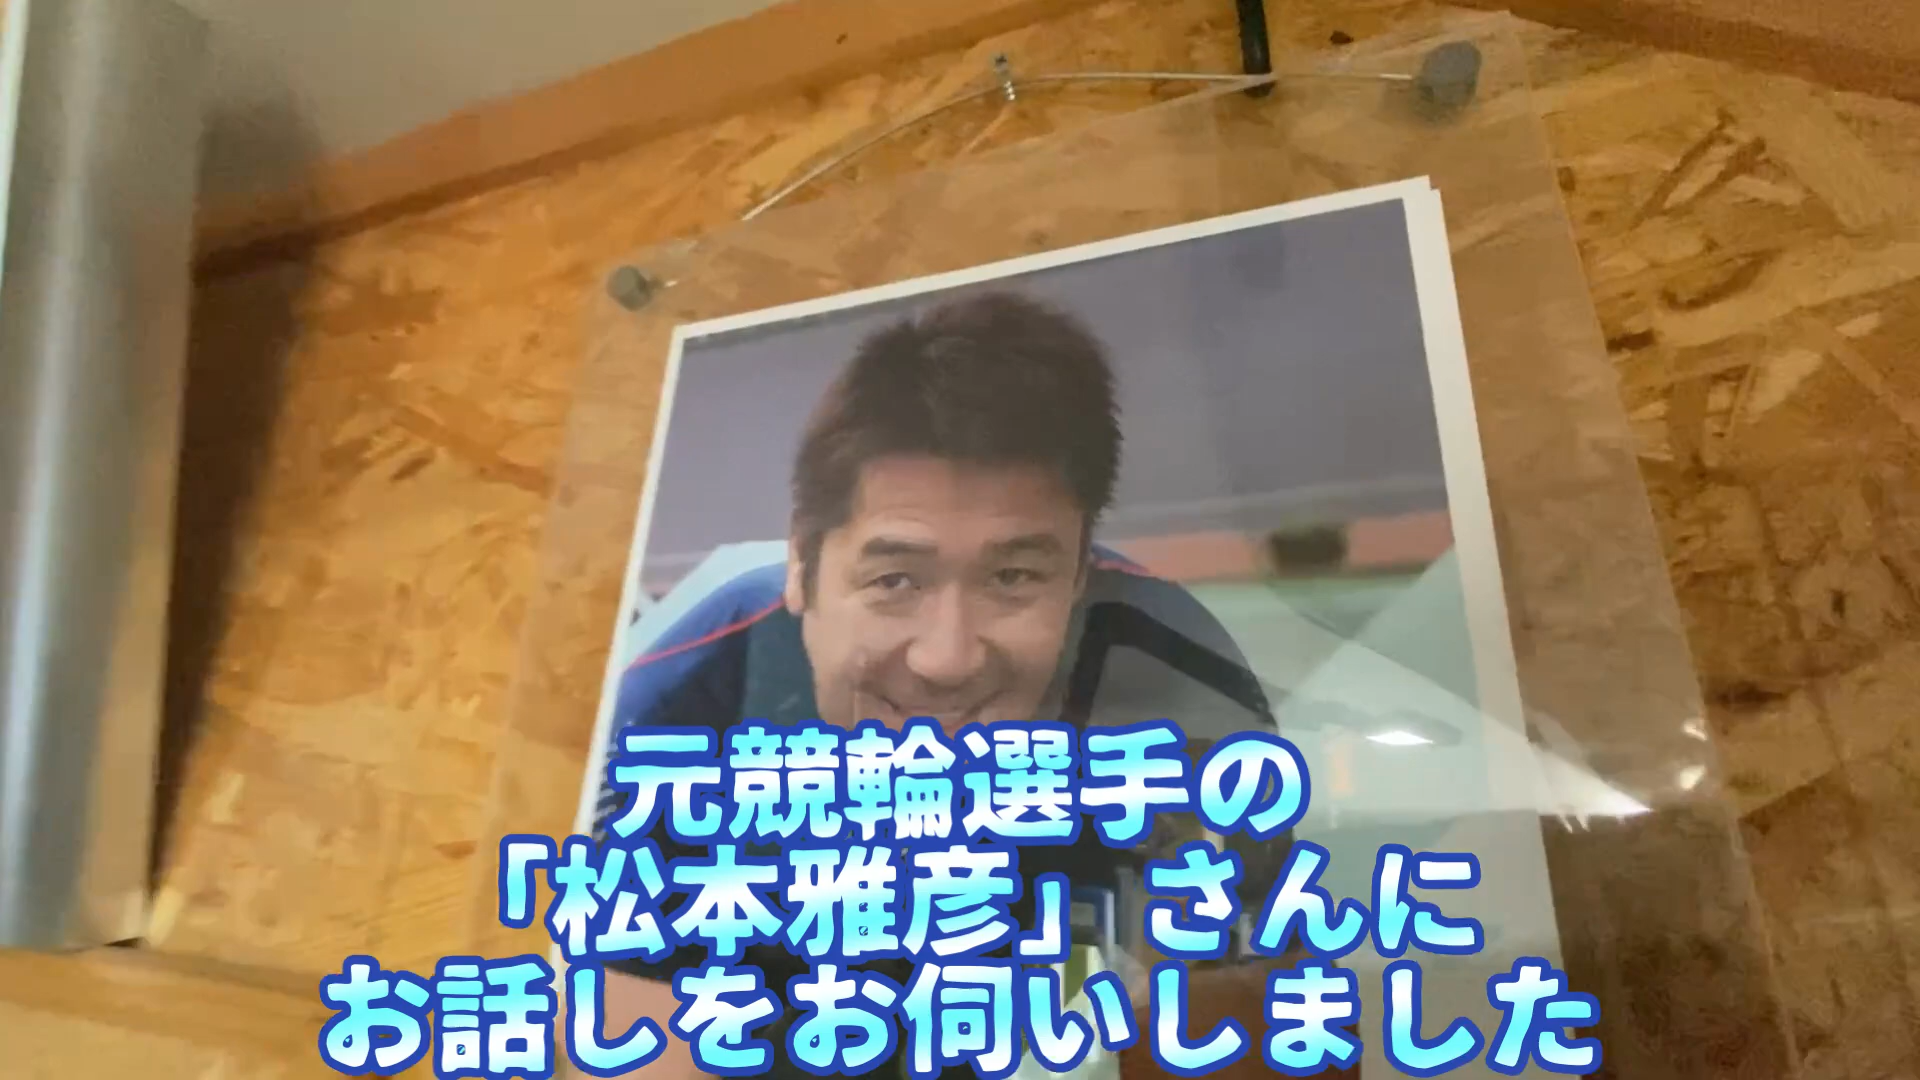 元競輪選手の
「松本雅彦」さんに
お話しをお伺いしました